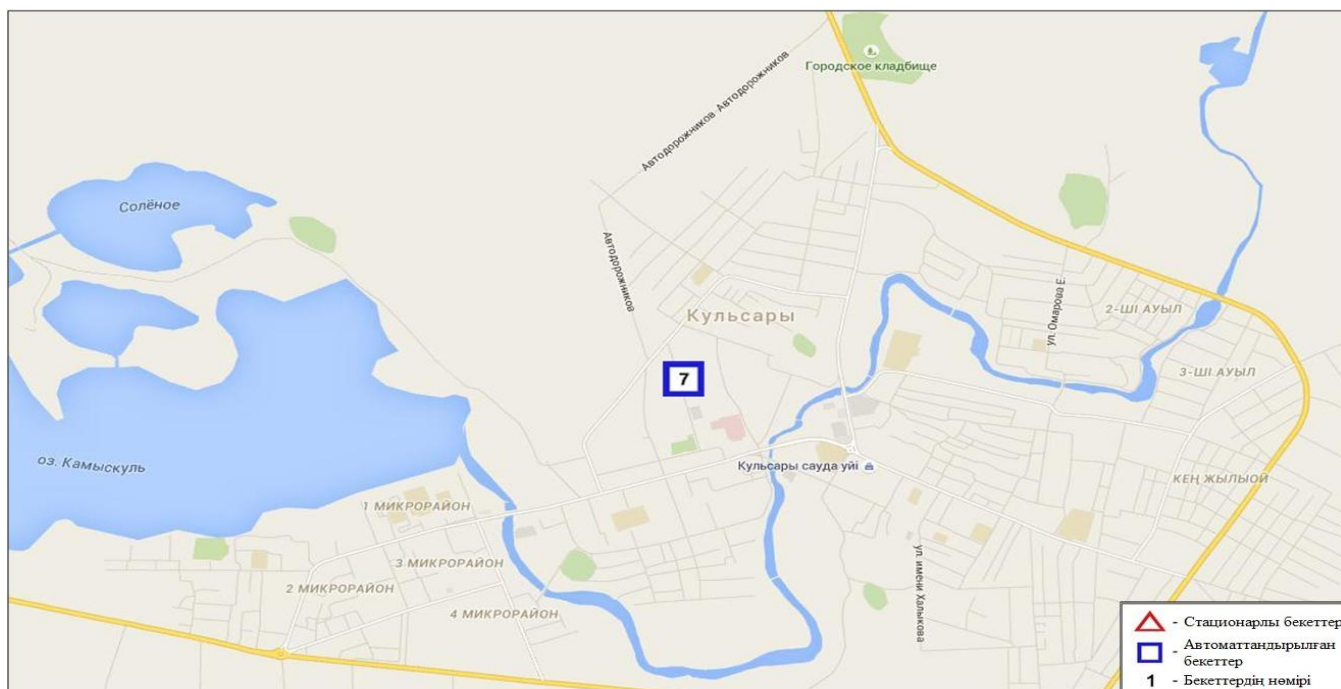 Городское кладбище
Автодорожников Автодорожников
Солёное
Автодорожников
Кульсары
ул. Омарова Е.
2-ШІ АУЫЛ
3-ШІ АУЫЛ
7
оз. Камыскуль
Кульсары сауда уйі
КЕҢ ЖЫЛЫОЙ
1 МИКРОРАЙОН
3 МИКРОРАЙОН
2 МИКРОРАЙОН
4 МИКРОРАЙОН
ул. имени Халыкова
- Стационарлы бекеттер
- Автоматтандырылған
бекеттер
1 - Бекеттердің нөмірі